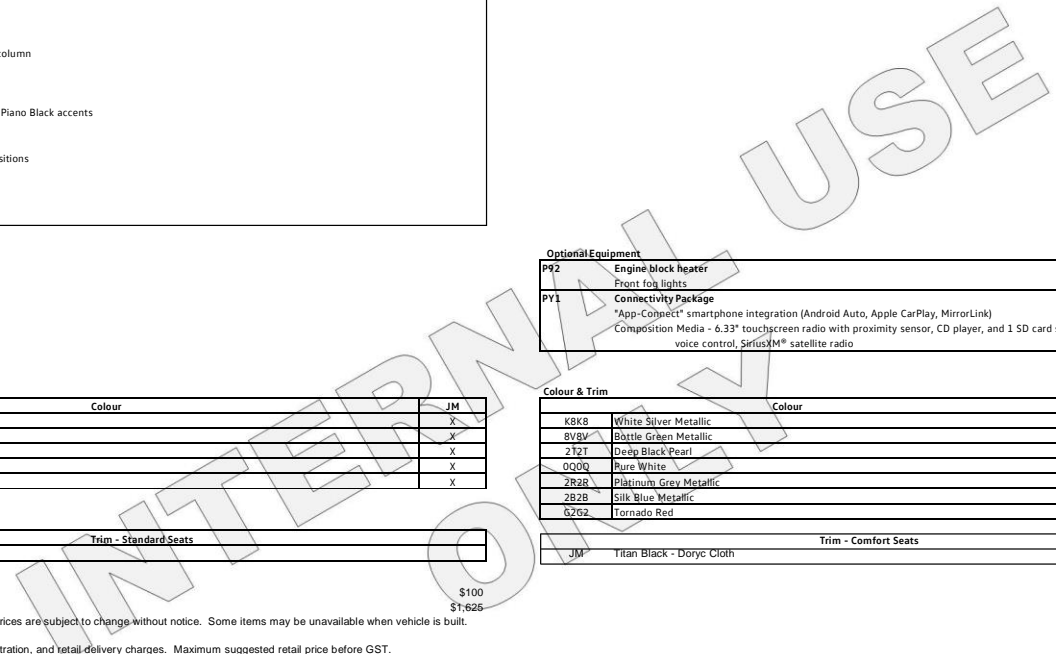 column
Piano Black accents
sitions
Colour JM
X
X
X
X
X
Trim - Standard Seats
$100
$1,625
rices are subject to change without notice. Some items may be unavailable when vehicle is built.
tration, and retail delivery charges. Maximum suggested retail price before GST.
Optional Equipment
P92 Engine block heater
Front fog lights
PY1 Connectivity Package
"App-Connect" smartphone integration (Android Auto, Apple CarPlay, MirrorLink)
Composition Media - 6.33" touchscreen radio with proximity sensor, CD player, and 1 SD card
voice control, SiriusXM® satellite radio
Colour & Trim
Colour
K8K8 White Silver Metallic
8V8V Bottle Green Metallic
2T2T Deep Black Pearl
0Q0Q Pure White
2R2R Platinum Grey Metallic
2B2B Silk Blue Metallic
G2G2 Tornado Red
Trim - Comfort Seats
JM Titan Black - Doryc Cloth
INTERNAL USE
ONLY